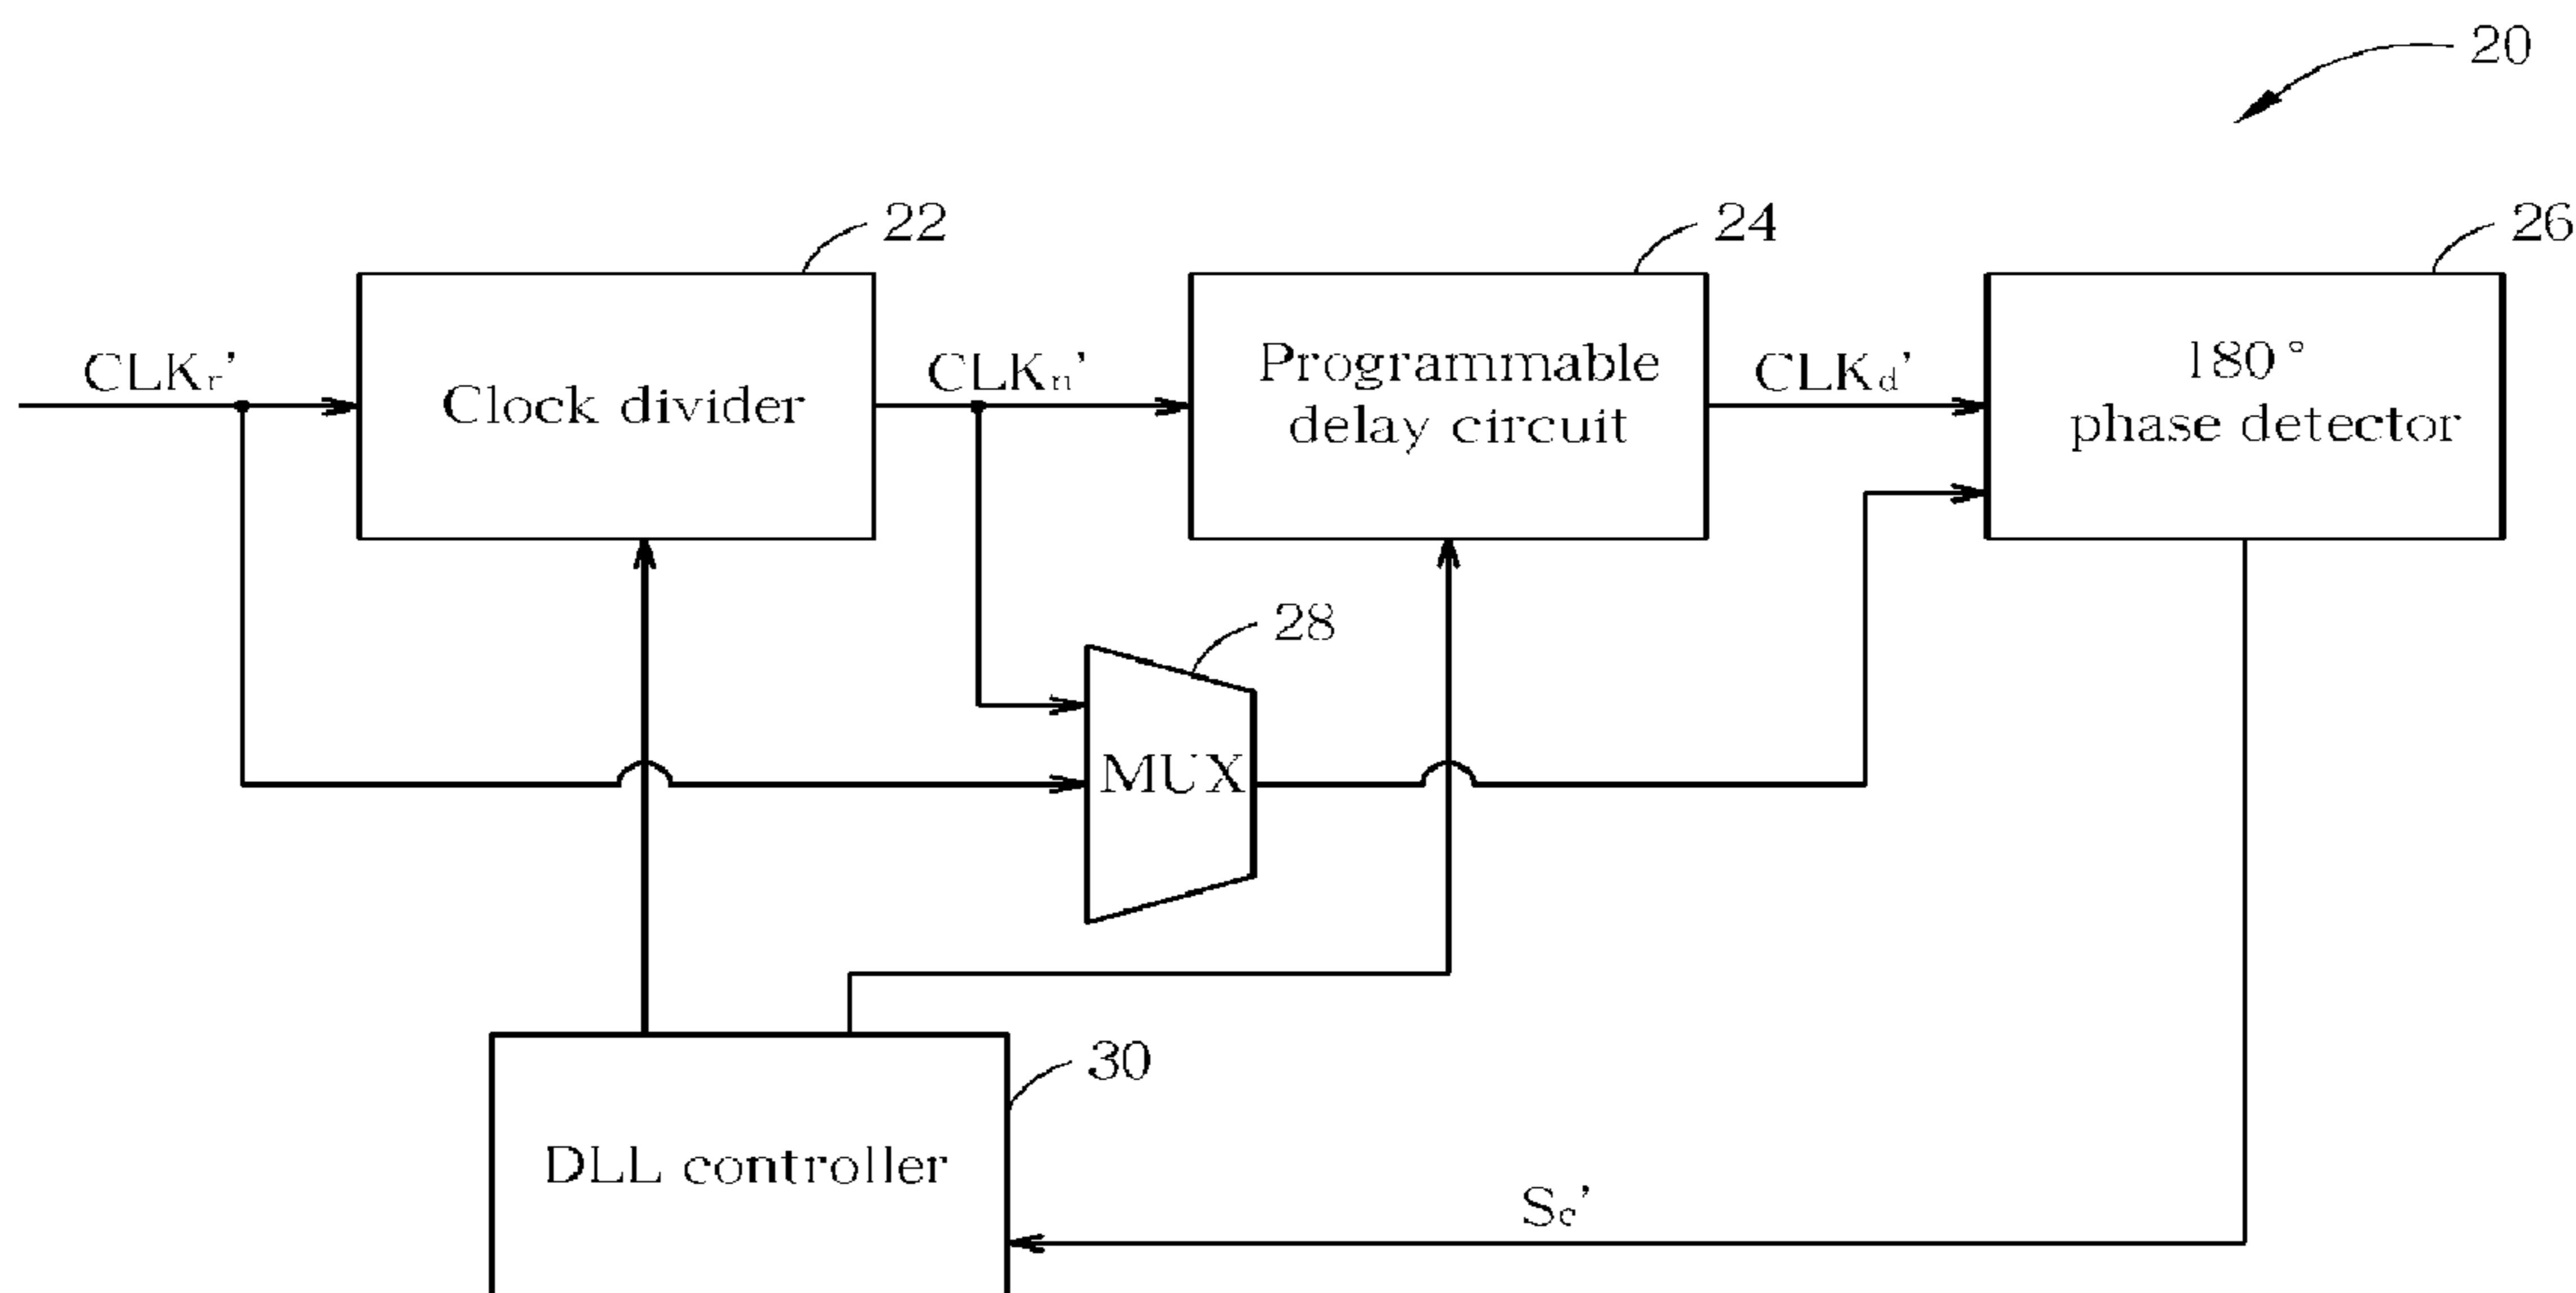 20
22
24
26
CLKr'
Clock divider
CLKn'
Programmable
delay circuit
CLKd'
180°
phase detector
28
MUX
30
DLL controller
Se'